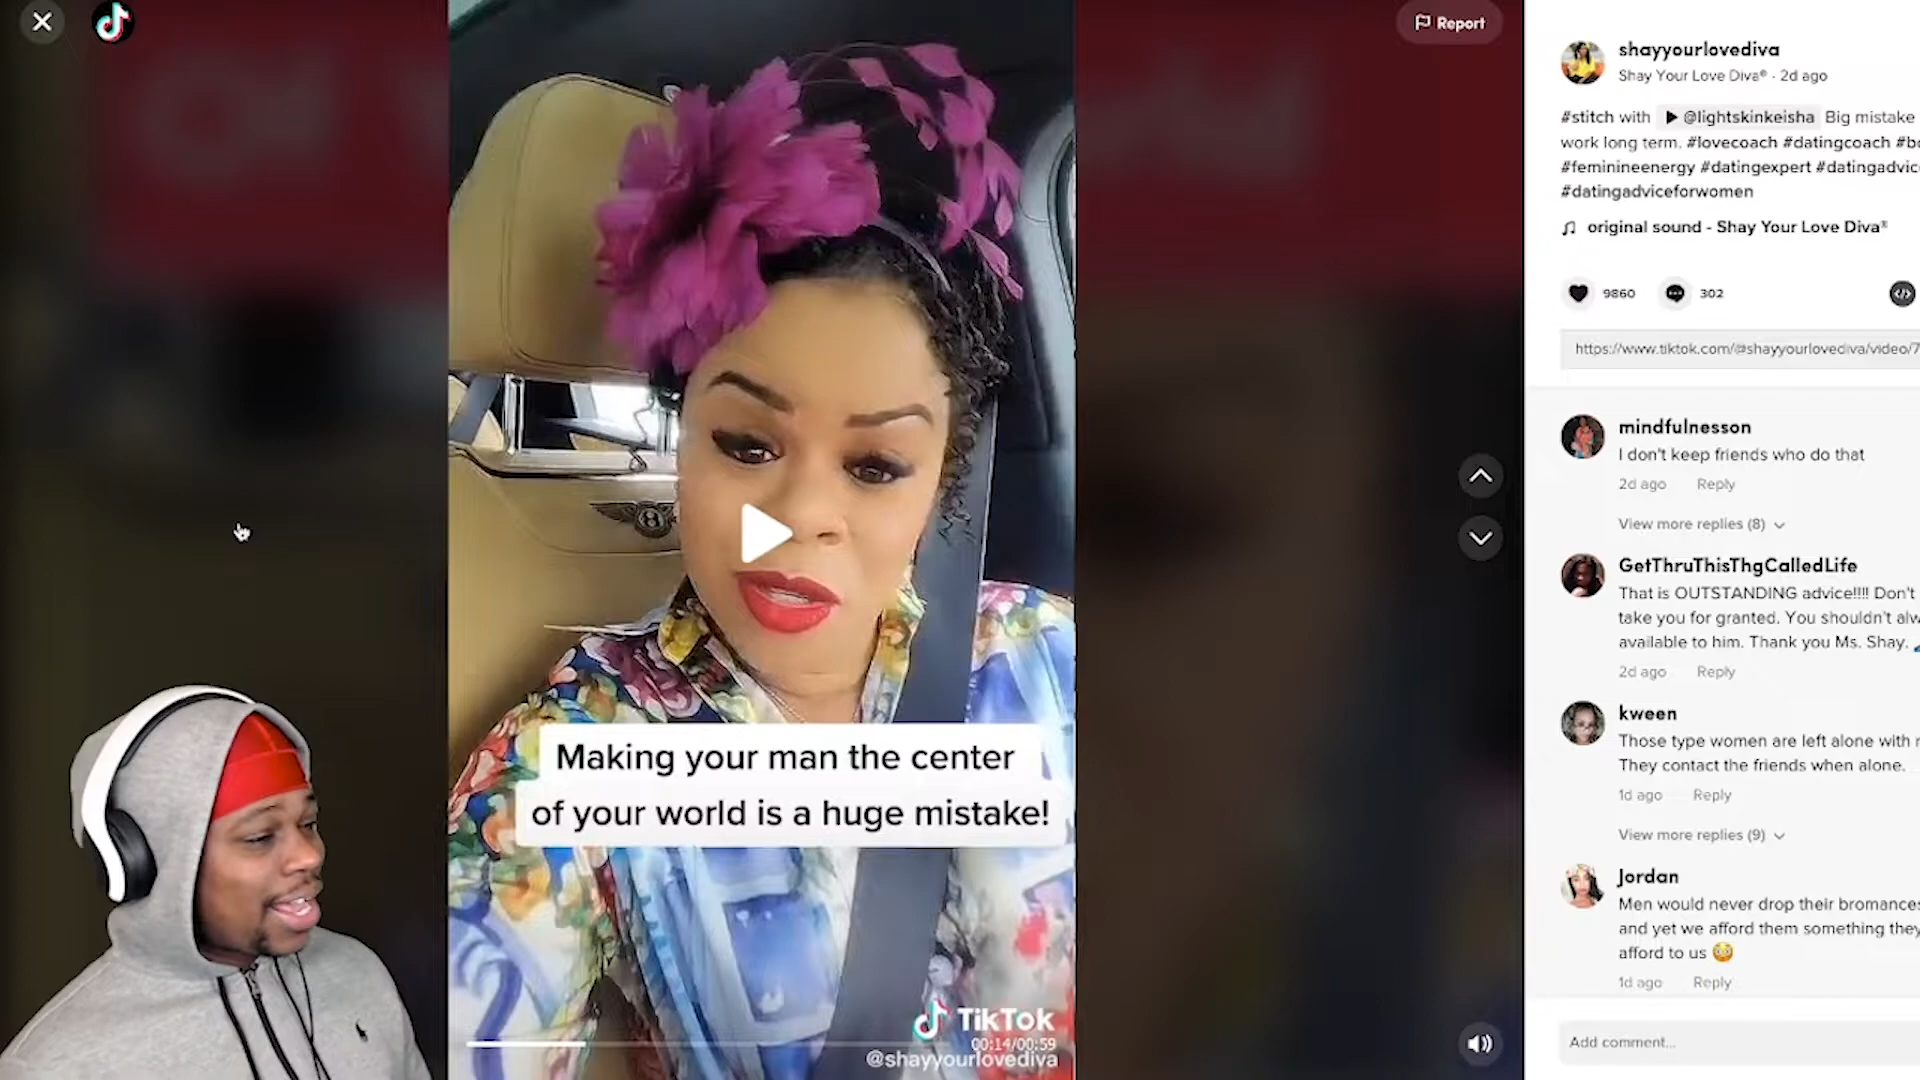 Report
shayyourlovediva
Shay Your Love Diva® · 2d ago
#stitch with @lightskinkeisha Big mistake
work long term. #lovecoach #datingcoach
#feminineenergy #datingexpert
#datingadviceforwomen
original sound - Shay Your Love Diva®
9860
302
https://www.tiktok.com/@shayyourlovediva/video/7
mindfulnesson
I don't keep friends who do that
2d ago Reply
View more replies (8)
GetThruThisThgCalledLife
That is OUTSTANDING advice!!!! Don't
take you for granted. You shouldn't
available to him. Thank you Ms. Shay.
2d ago Reply
kween
Those type women are left alone with
They contact the friends when alone.
1d ago Reply
View more replies (9)
Jordan
Men would never drop their bromances
and yet we afford them something they
afford to us 😳
1d ago Reply
Add comment...
Making your man the center
of your world is a huge mistake!
TikTok
00:14/00:59
@shayyourlovediva